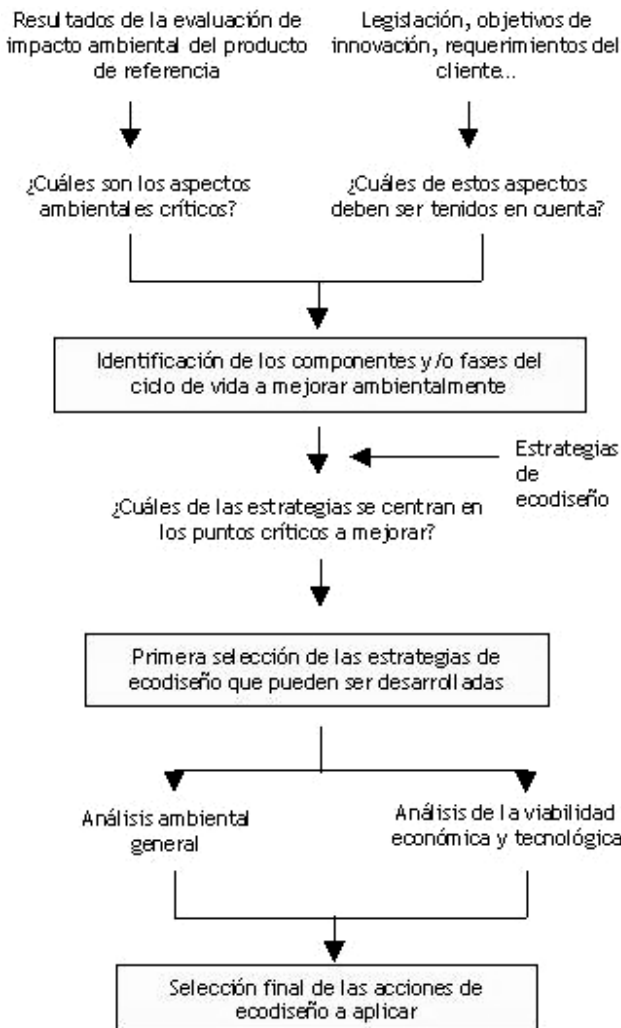 Resultados de la evaluación de
impacto ambiental del producto
de referencia
Legislación, objetivos de
innovación, requerimientos del
cliente...
¿Cuáles son los aspectos
ambientales críticos?
¿Cuáles de estos aspectos
deben ser tenidos en cuenta?
Identificación de los componentes y/o fases del
ciclo de vida a mejorar ambientalmente
Estrategias
de
ecodiseño
¿Cuáles de las estrategias se centran en
los puntos críticos a mejorar?
Primera selección de las estrategias de
ecodiseño que pueden ser desarrolladas
Análisis ambiental
general
Análisis de la viabilidad
económica y tecnológica
Selección final de las acciones de
ecodiseño a aplicar